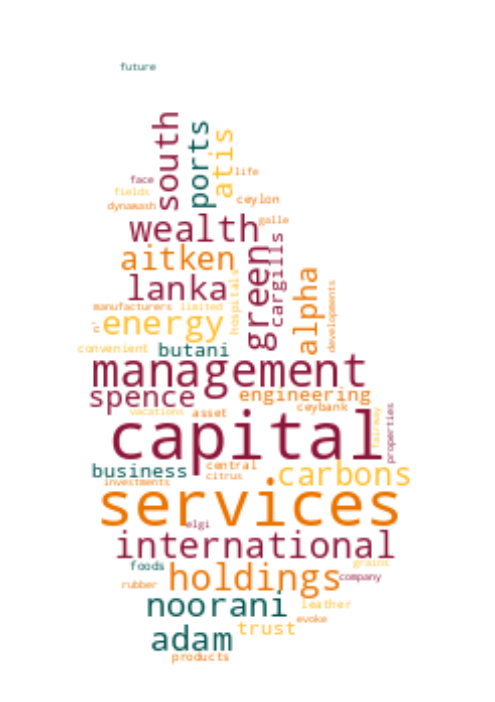 future
south
ports
atis
life
face
fields
ceylon
dynawash
galle
wealth
cargills
green
aitken
hospitals
lanka
alpha
developments
manufacturers limited
n'
energy
convenient
butani
management
spence
engineering
vacations
asset
ceybank
fairway
properties
capital
business
central
carbons
citrus
investments
services
elgi
international
foods
grains
rubber
holdings
company
noorani
leather
evoke
trust
adam
products